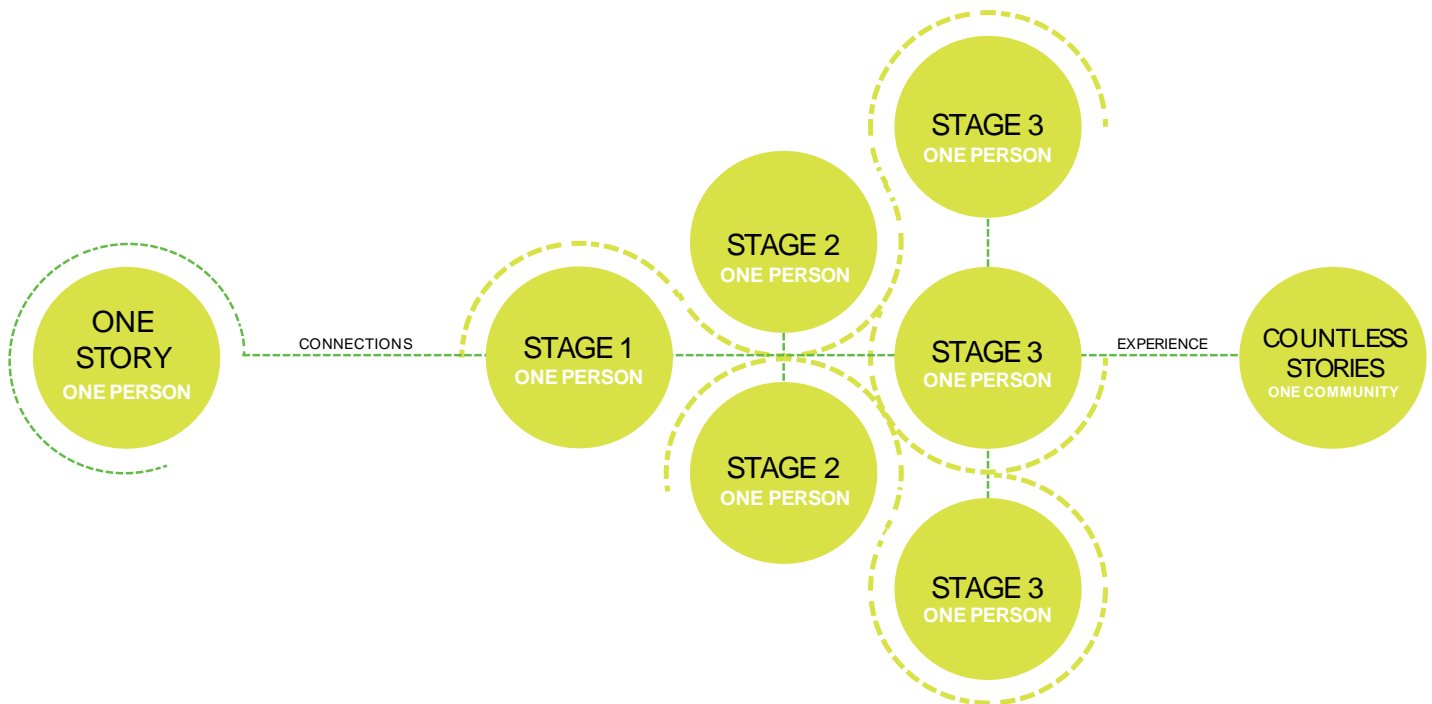 ONE
STORY
ONE PERSON
CONNECTIONS
STAGE 1
ONE PERSON
STAGE 2
ONE PERSON
STAGE 2
ONE PERSON
STAGE 3
ONE PERSON
STAGE 3
ONE PERSON
STAGE 3
ONE PERSON
EXPERIENCE
COUNTLESS
STORIES
ONE COMMUNITY